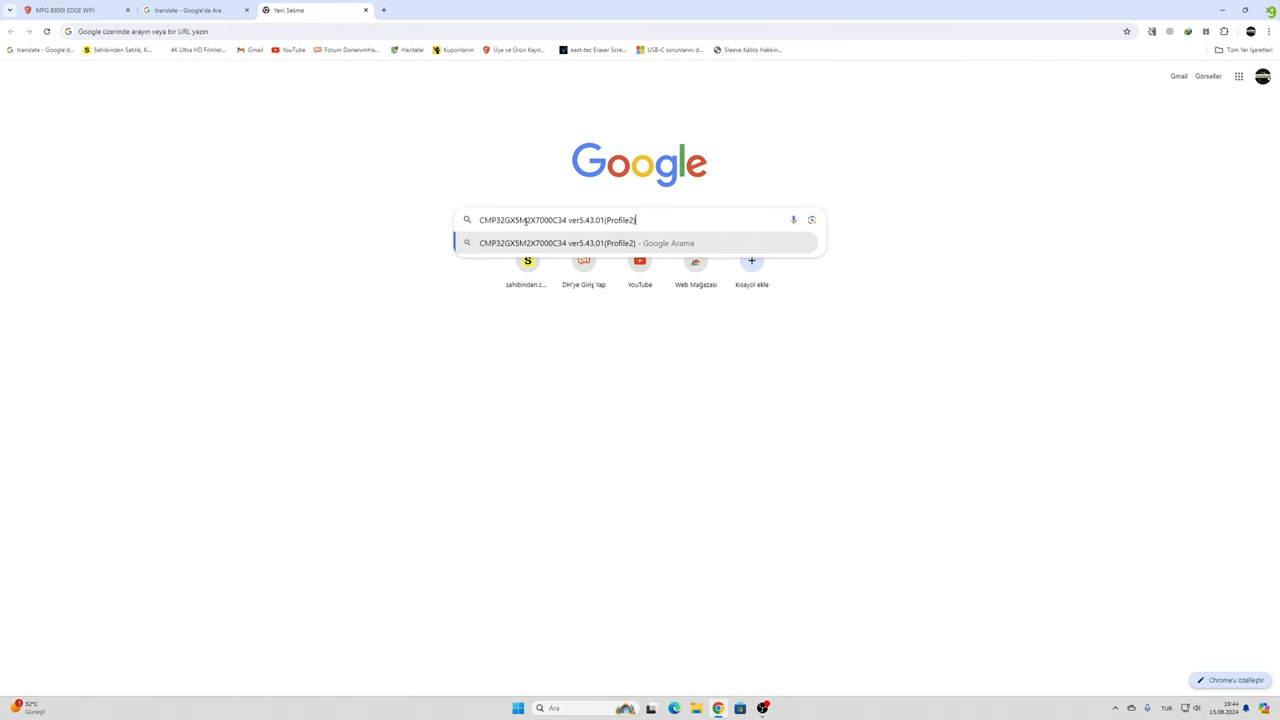 MPG B650I EDGE WIFI
translate - Google'da Ara
Yeni Sekme
Google üzerinde arayın veya bir URL yazın
translate - Google'd...
Sahibinden Satılık, K...
4K Ultra HD Filmler...
Gmail
YouTube
Forum DonanımHa...
Haritalar
Kuponlarım
Üye ve Ürün Kayıt...
east-tec Eraser Scre...
USB-C sorunlarını d...
Sleeve Kablo Hakkın...
Tüm Yer İşaretleri
Gmail
Görseller
Google
CMP32GX5M2X7000C34 ver5.43.01(Profile2)
CMP32GX5M2X7000C34 ver5.43.01(Profile2) - Google Arama
sahibinden.c...
DH'ye Giriş Yap
YouTube
Web Mağazası
Kısayol ekle
Chrome'u özelleştir
32°C
Güneşli
Ara
TUR
19:44
15.08.2024